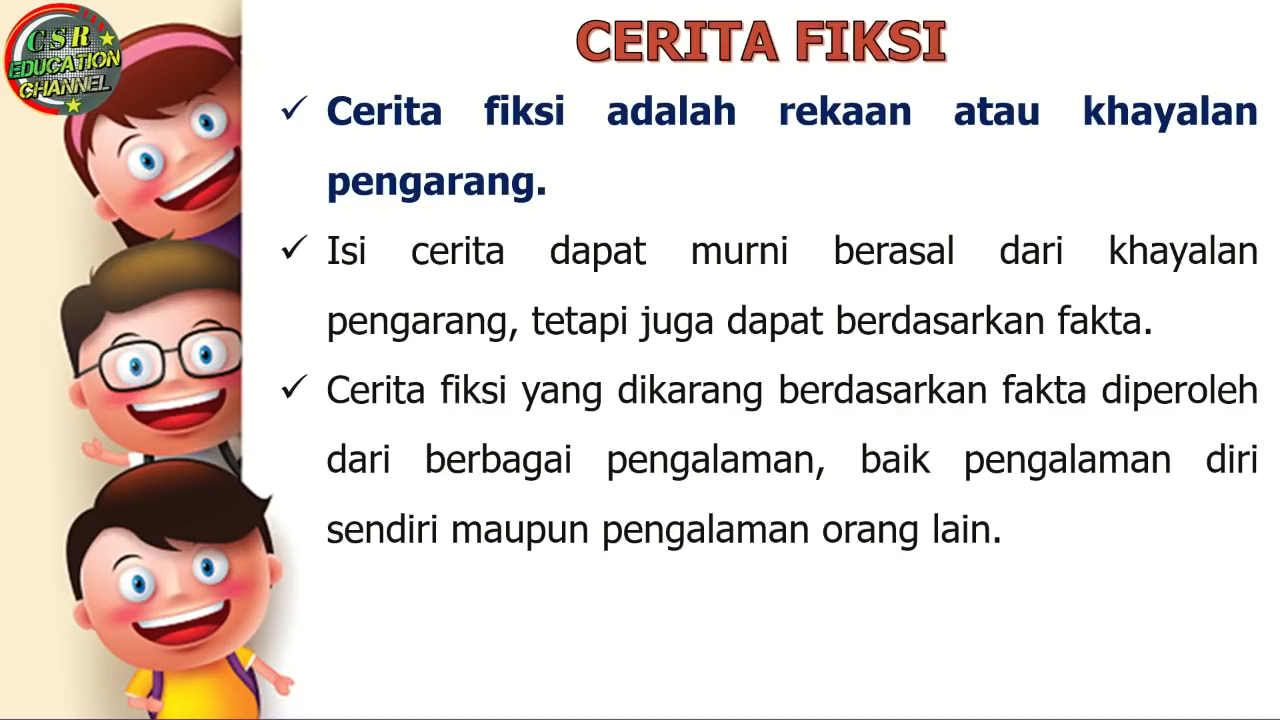 CSR
EDUCATION
CHANNEL
CERITA FIKSI
✓ Cerita fiksi adalah rekaan atau khayalan
pengarang.
✓ Isi cerita dapat murni berasal dari khayalan
pengarang, tetapi juga dapat berdasarkan fakta.
✓ Cerita fiksi yang dikarang berdasarkan fakta diperoleh
dari berbagai pengalaman, baik pengalaman diri
sendiri maupun pengalaman orang lain.